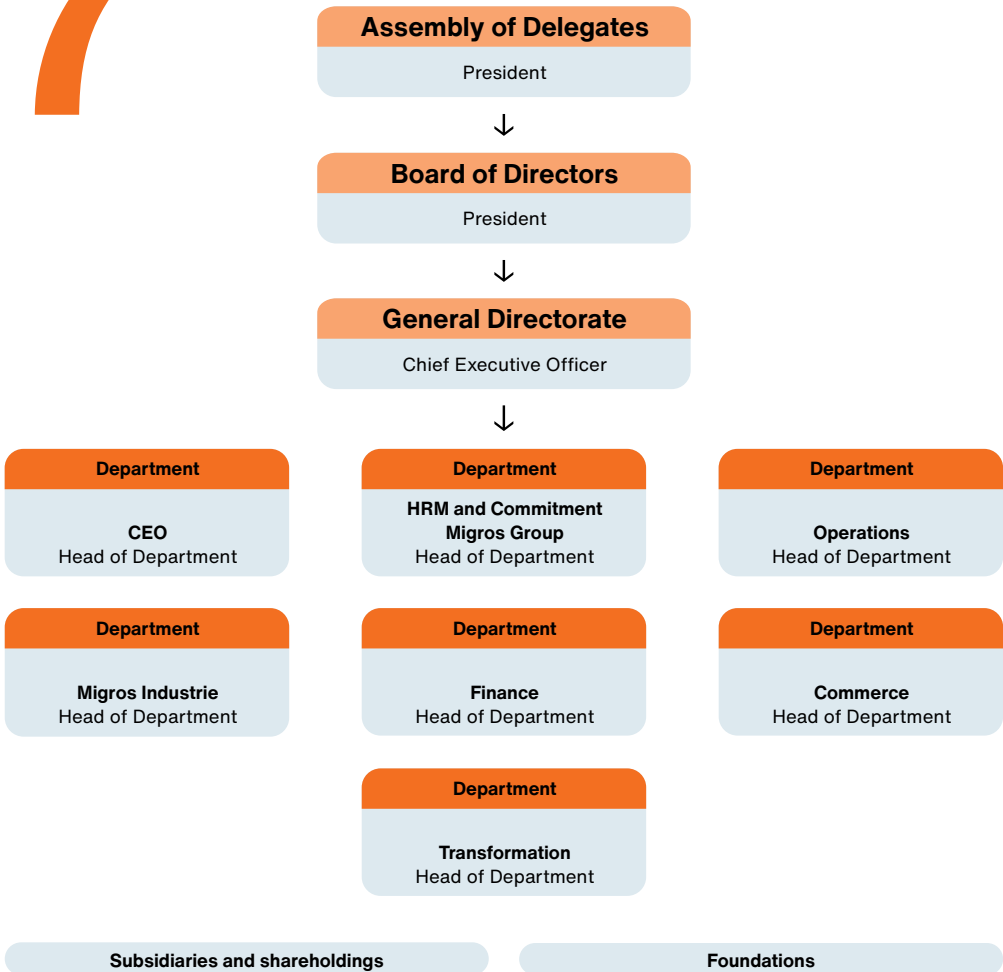 Assembly of Delegates
President
Board of Directors
President
General Directorate
Chief Executive Officer
Department
CEO
Head of Department
Department
HRM and Commitment
Migros Group
Head of Department
Department
Operations
Head of Department
Department
Migros Industrie
Head of Department
Department
Finance
Head of Department
Department
Commerce
Head of Department
Department
Transformation
Head of Department
Subsidiaries and shareholdings
Foundations